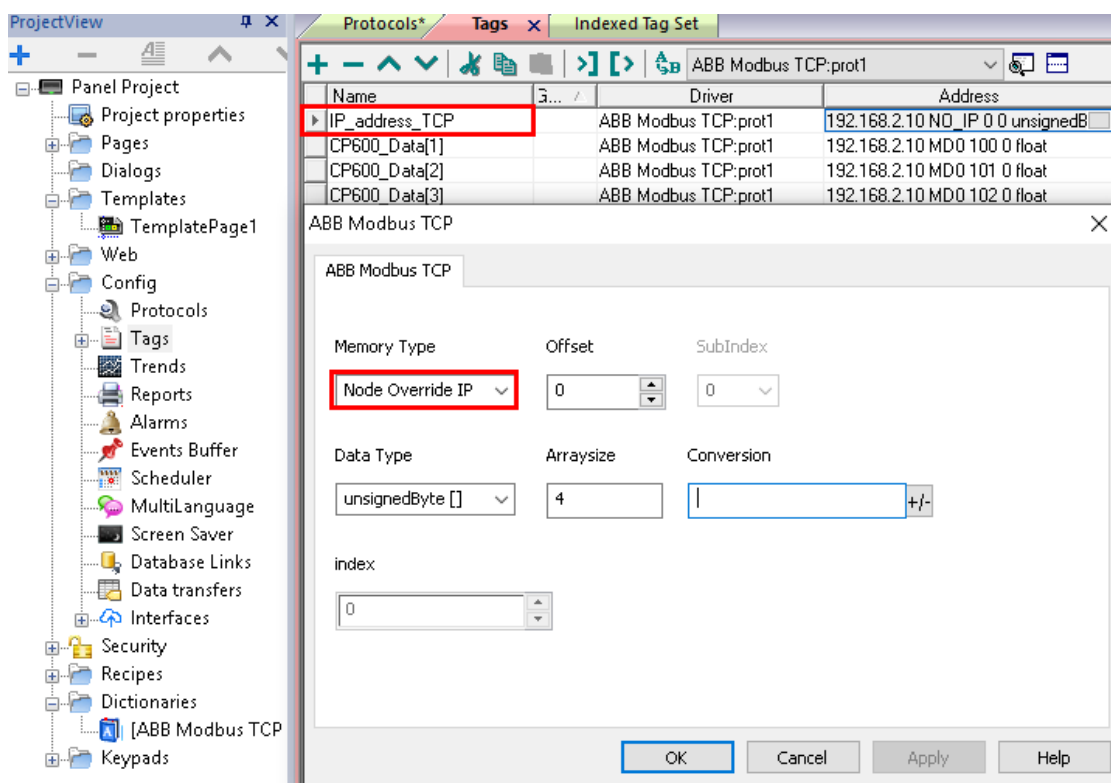 ProjectView
Protocols*
Tags
Indexed Tag Set
ABB Modbus TCP:prot1
Panel Project
Project properties
Pages
Dialogs
Templates
TemplatePage1
Web
Config
Protocols
Tags
Trends
Reports
Alarms
Events Buffer
Scheduler
MultiLanguage
Screen Saver
Database Links
Data transfers
Interfaces
Security
Recipes
Dictionaries
[ABB Modbus TCP
Keypads
Name Driver Address
IP_address_TCP ABB Modbus TCP:prot1 192.168.2.10 NO_IP 0 0 unsignedB
CP600_Data[1] ABB Modbus TCP:prot1 192.168.2.10 MD0 100 0 float
CP600_Data[2] ABB Modbus TCP:prot1 192.168.2.10 MD0 101 0 float
CP600_Data[3] ABB Modbus TCP:prot1 192.168.2.10 MD0 102 0 float
ABB Modbus TCP
ABB Modbus TCP
Memory Type Offset SubIndex
Node Override IP 0 0
Data Type Arraysize Conversion
unsignedByte [] 4 +/-
index
0
OK Cancel Apply Help